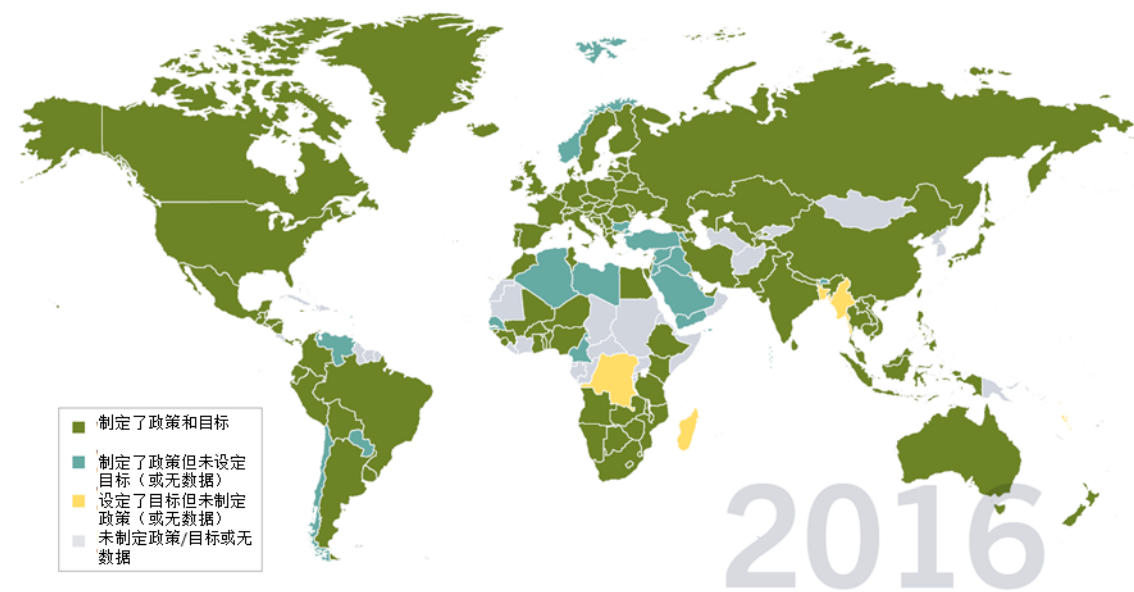 制定了政策和目标
制定了政策但未设定
目标（或无数据）
设定了目标但未制定
政策（或无数据）
未制定政策/目标或无
数据
2016